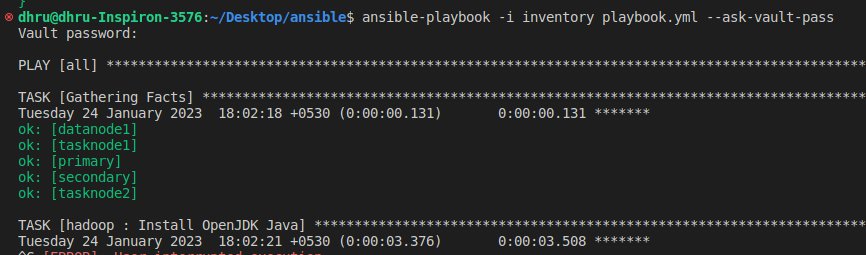 }
dhru@dhru-Inspiron-3576:~/Desktop/ansible$ ansible-playbook -i inventory playbook.yml --ask-vault-pass
Vault password:
PLAY [all] ***********************************************************************************************
TASK [Gathering Facts] ***********************************************************************************
Tuesday 24 January 2023  18:02:18 +0530 (0:00:00.131)       0:00:00.131 *******
ok: [datanode1]
ok: [tasknode1]
ok: [primary]
ok: [secondary]
ok: [tasknode2]
TASK [hadoop : Install OpenJDK Java] *********************************************************************
Tuesday 24 January 2023  18:02:21 +0530 (0:00:03.376)       0:00:03.508 *******
^C [ERROR]: User interrupted execution